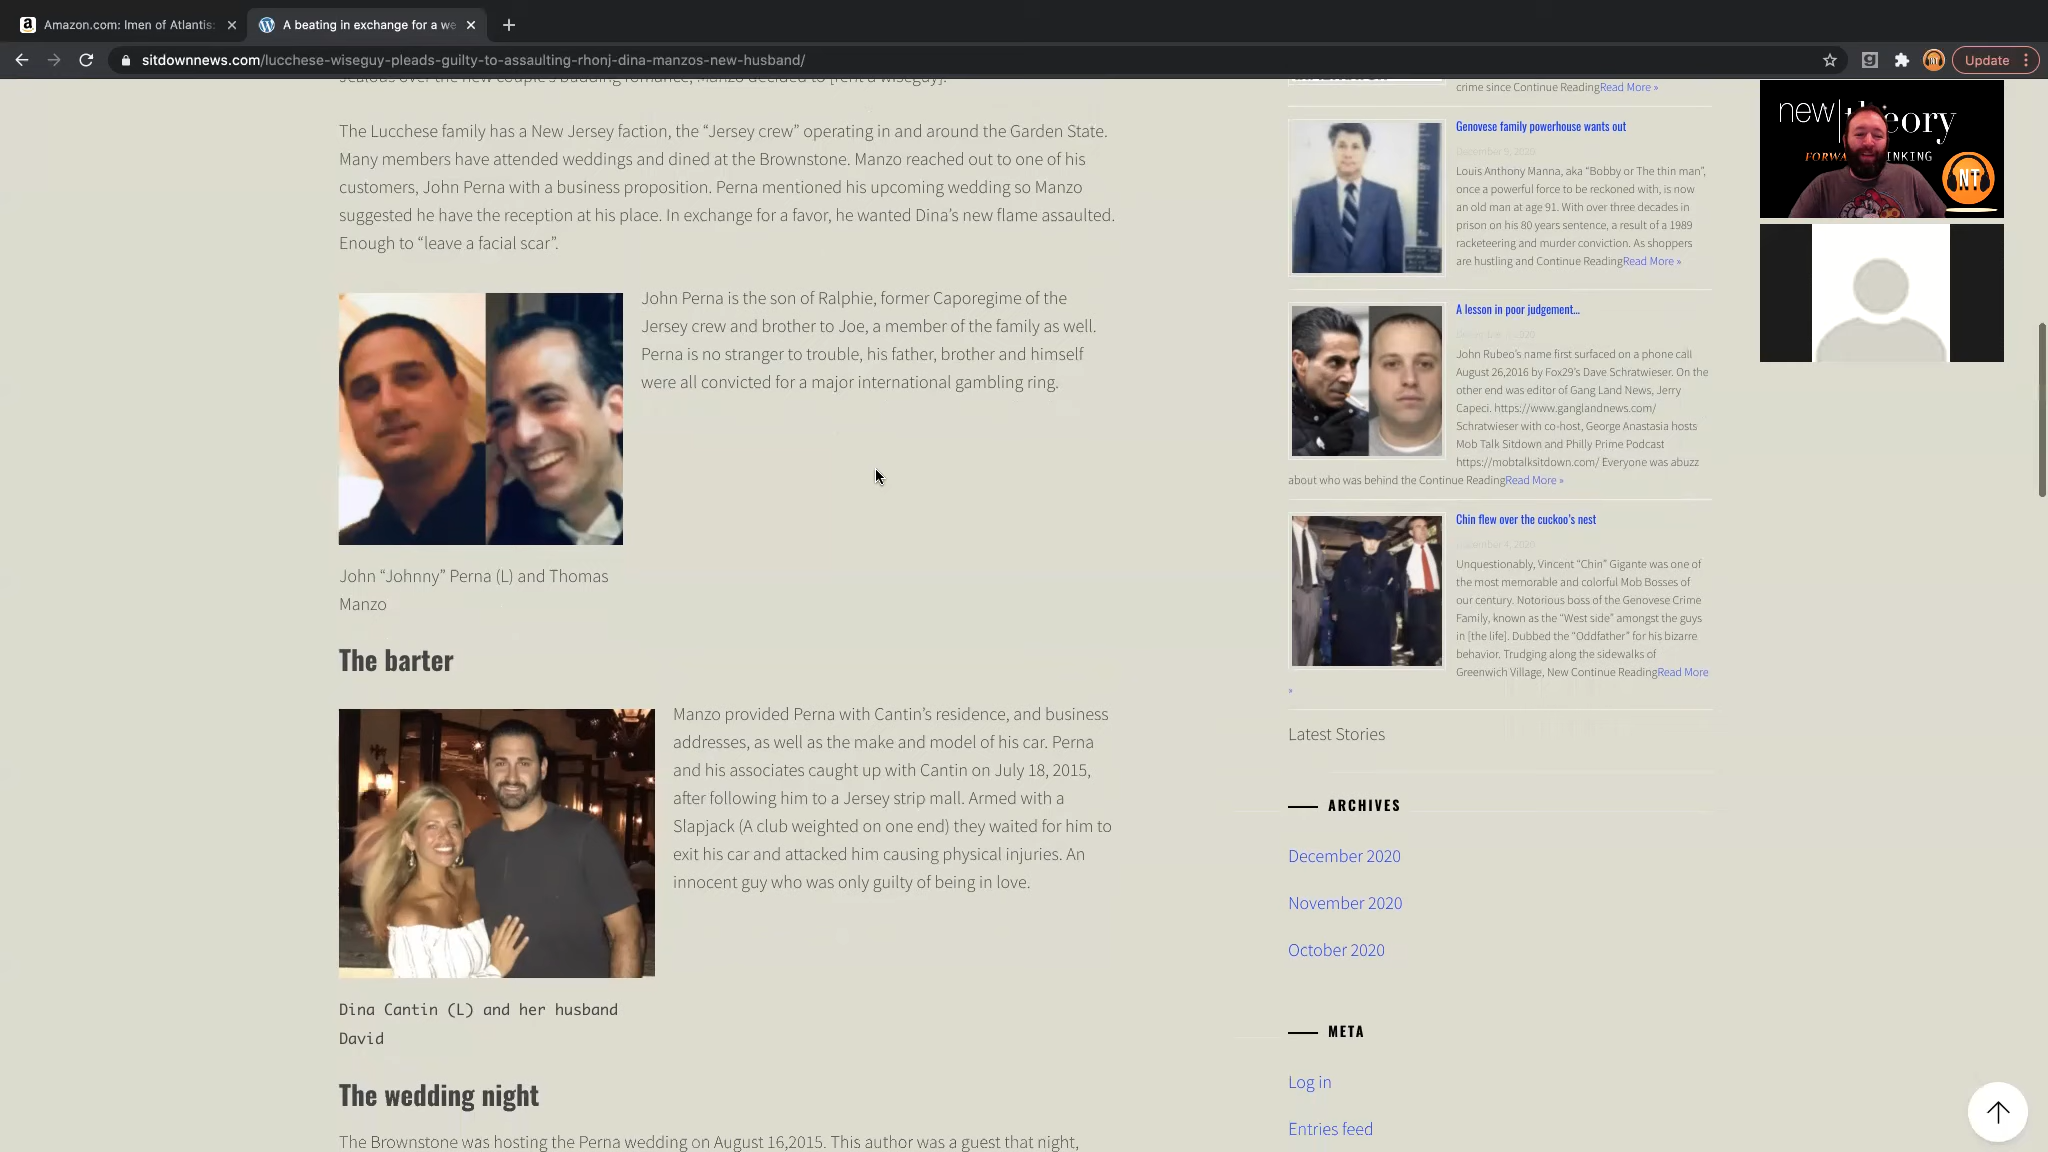 Amazon.com: Imen of Atlantis:
A beating in exchange for a we
sitdownnews.com/lucchese-wiseguy-pleads-guilty-to-assaulting-rhonj-dina-manzos-new-husband/
Update
Jealous over the new couple's budding romance, Manzo decided to [rent a wiseguy].
The Lucchese family has a New Jersey faction, the “Jersey crew” operating in and around the Garden State.
Many members have attended weddings and dined at the Brownstone. Manzo reached out to one of his
customers, John Perna with a business proposition. Perna mentioned his upcoming wedding so Manzo
suggested he have the reception at his place. In exchange for a favor, he wanted Dina’s new flame assaulted.
Enough to “leave a facial scar”.
John Perna is the son of Ralphie, former Caporegime of the
Jersey crew and brother to Joe, a member of the family as well.
Perna is no stranger to trouble, his father, brother and himself
were all convicted for a major international gambling ring.
John “Johnny” Perna (L) and Thomas
Manzo
The barter
Manzo provided Perna with Cantin’s residence, and business
addresses, as well as the make and model of his car. Perna
and his associates caught up with Cantin on July 18, 2015,
after following him to a Jersey strip mall. Armed with a
Slapjack (A club weighted on one end) they waited for him to
exit his car and attacked him causing physical injuries. An
innocent guy who was only guilty of being in love.
Dina Cantin (L) and her husband
David
The wedding night
The Brownstone was hosting the Perna wedding on August 16,2015. This author was a guest that night,
crime since Continue ReadingRead More »
Genovese family powerhouse wants out
Louis Anthony Manna, aka “Bobby or The thin man”,
once a powerful force to be reckoned with, is now
an old man at age 91. With over three decades in
prison on his 80 years sentence, a result of a 1989
racketeering and murder conviction. As shoppers
are hustling and Continue ReadingRead More »
A lesson in poor judgement…
John Rubeo’s name first surfaced on a phone call
August 26,2016 by Fox29’s Dave Schratwieser. On the
other end was editor of Gang Land News, Jerry
Capeci. https://www.ganglandnews.com/
Schratwieser with co-host, George Anastasia hosts
Mob Talk Sitdown and Philly Prime Podcast
https://mobtalksitdown.com/ Everyone was abuzz
about who was behind the Continue ReadingRead More »
Chin flew over the cuckoo’s nest
Unquestionably, Vincent “Chin” Gigante was one of
the most memorable and colorful Mob Bosses of
our century. Notorious boss of the Genovese Crime
Family, known as the “West side” amongst the guys
in [the life]. Dubbed the “Oddfather” for his bizarre
behavior. Trudging along the sidewalks of
Greenwich Village, New Continue ReadingRead More
»
Latest Stories
ARCHIVES
December 2020
November 2020
October 2020
META
Log in
Entries feed
new theory
NT